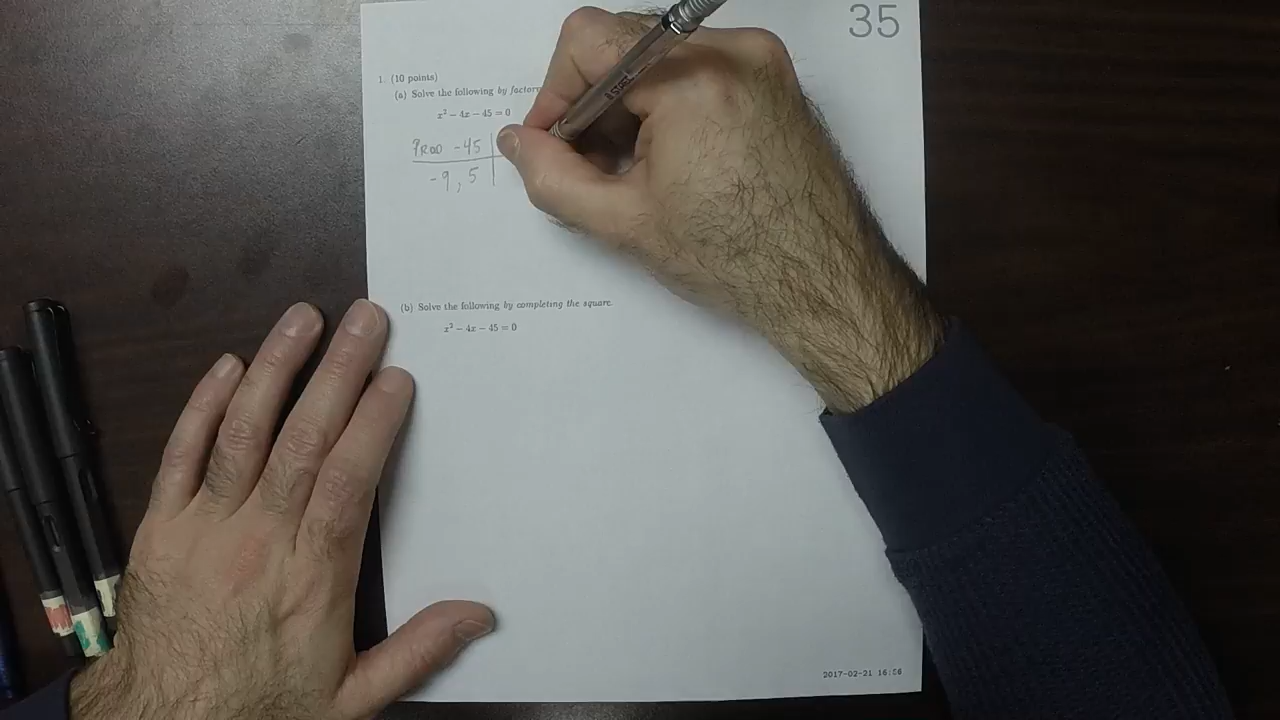 35
1. (10 points)
(a) Solve the following by
x² − 4x − 45 = 0
PROD -45
-9, 5
(b) Solve the following by completing the square.
x² − 4x − 45 = 0
2017-02-21 16:56